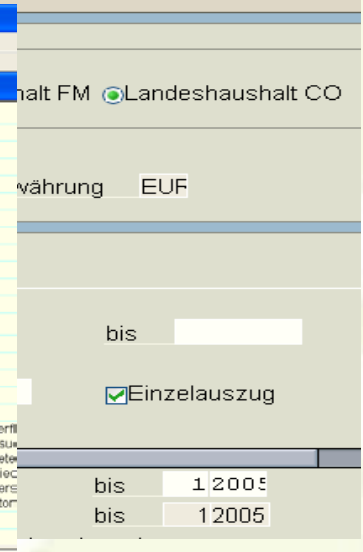 halt FM Landeshaushalt CO
währung EUR
bis
Einzelauszug
bis 1 2005
bis 12005